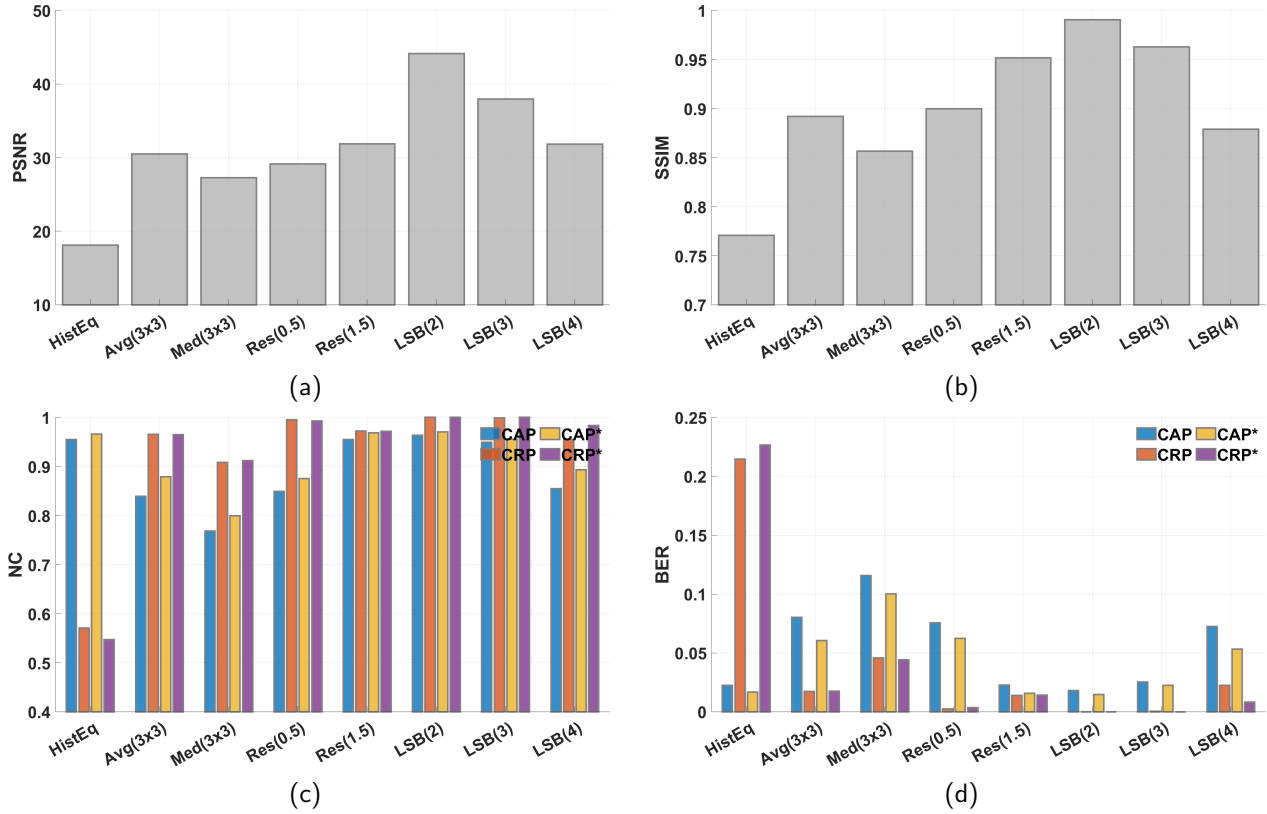 50
40
30
20
10
PSNR
HistEq
Avg(3x3)
Med(3x3)
Res(0.5)
Res(1.5)
LSB(2)
LSB(3)
LSB(4)
(a)
1
0.95
0.9
0.85
0.8
0.75
0.7
SSIM
HistEq
Avg(3x3)
Med(3x3)
Res(0.5)
Res(1.5)
LSB(2)
LSB(3)
LSB(4)
(b)
1
0.9
0.8
0.7
0.6
0.5
0.4
NC
CAP CAP*
CRP CRP*
HistEq
Avg(3x3)
Med(3x3)
Res(0.5)
Res(1.5)
LSB(2)
LSB(3)
LSB(4)
(c)
0.25
0.2
0.15
0.1
0.05
0
BER
CAP CAP*
CRP CRP*
HistEq
Avg(3x3)
Med(3x3)
Res(0.5)
Res(1.5)
LSB(2)
LSB(3)
LSB(4)
(d)